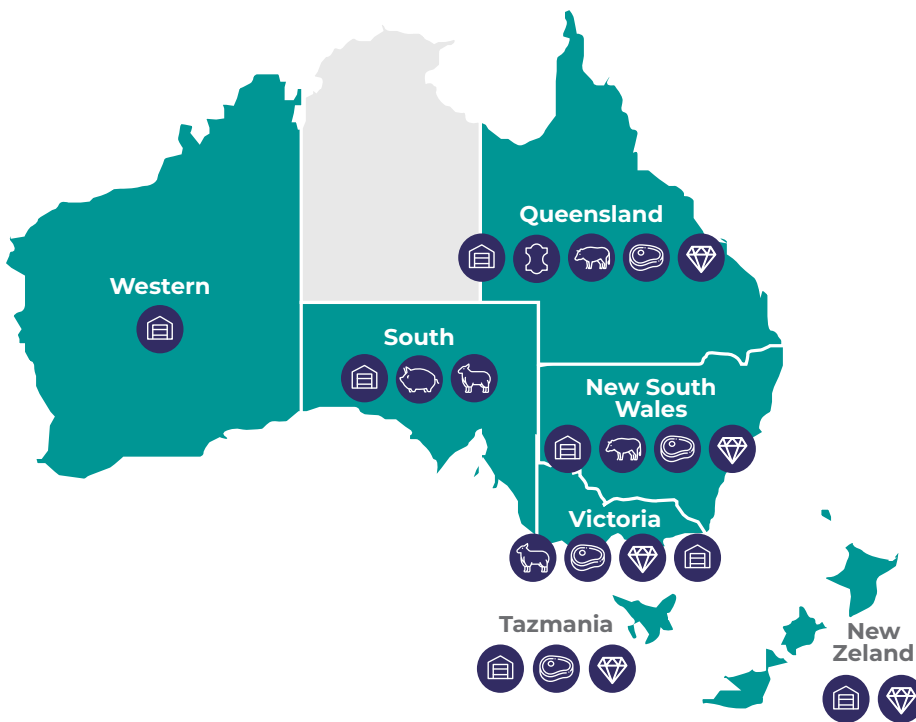 Queensland
Western
South
New South
Wales
Victoria
Tazmania
New
Zeland